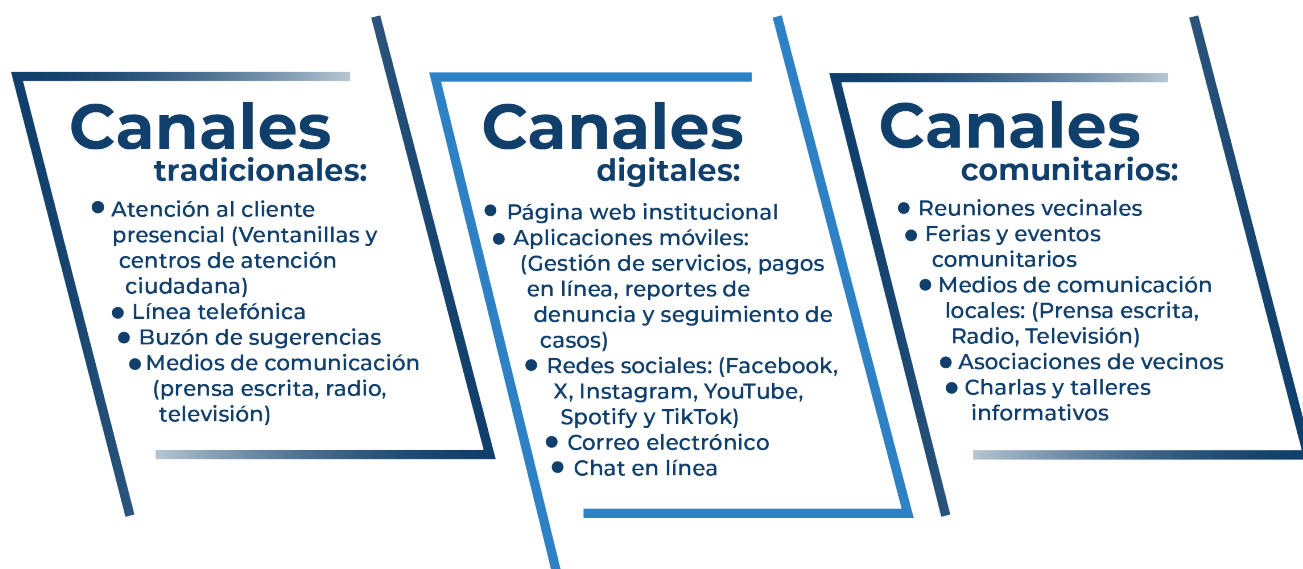 Canales
tradicionales:
● Atención al cliente
presencial (Ventanillas y
centros de atención
ciudadana)
● Línea telefónica
● Buzón de sugerencias
● Medios de comunicación
(prensa escrita, radio,
televisión)
Canales
digitales:
● Página web institucional
● Aplicaciones móviles:
(Gestión de servicios, pagos
en línea, reportes de
denuncia y seguimiento de
casos)
● Redes sociales: (Facebook,
X, Instagram, YouTube,
Spotify y TikTok)
● Correo electrónico
● Chat en línea
Canales
comunitarios:
● Reuniones vecinales
● Ferias y eventos
comunitarios
● Medios de comunicación
locales: (Prensa escrita,
Radio, Televisión)
● Asociaciones de vecinos
● Charlas y talleres
informativos